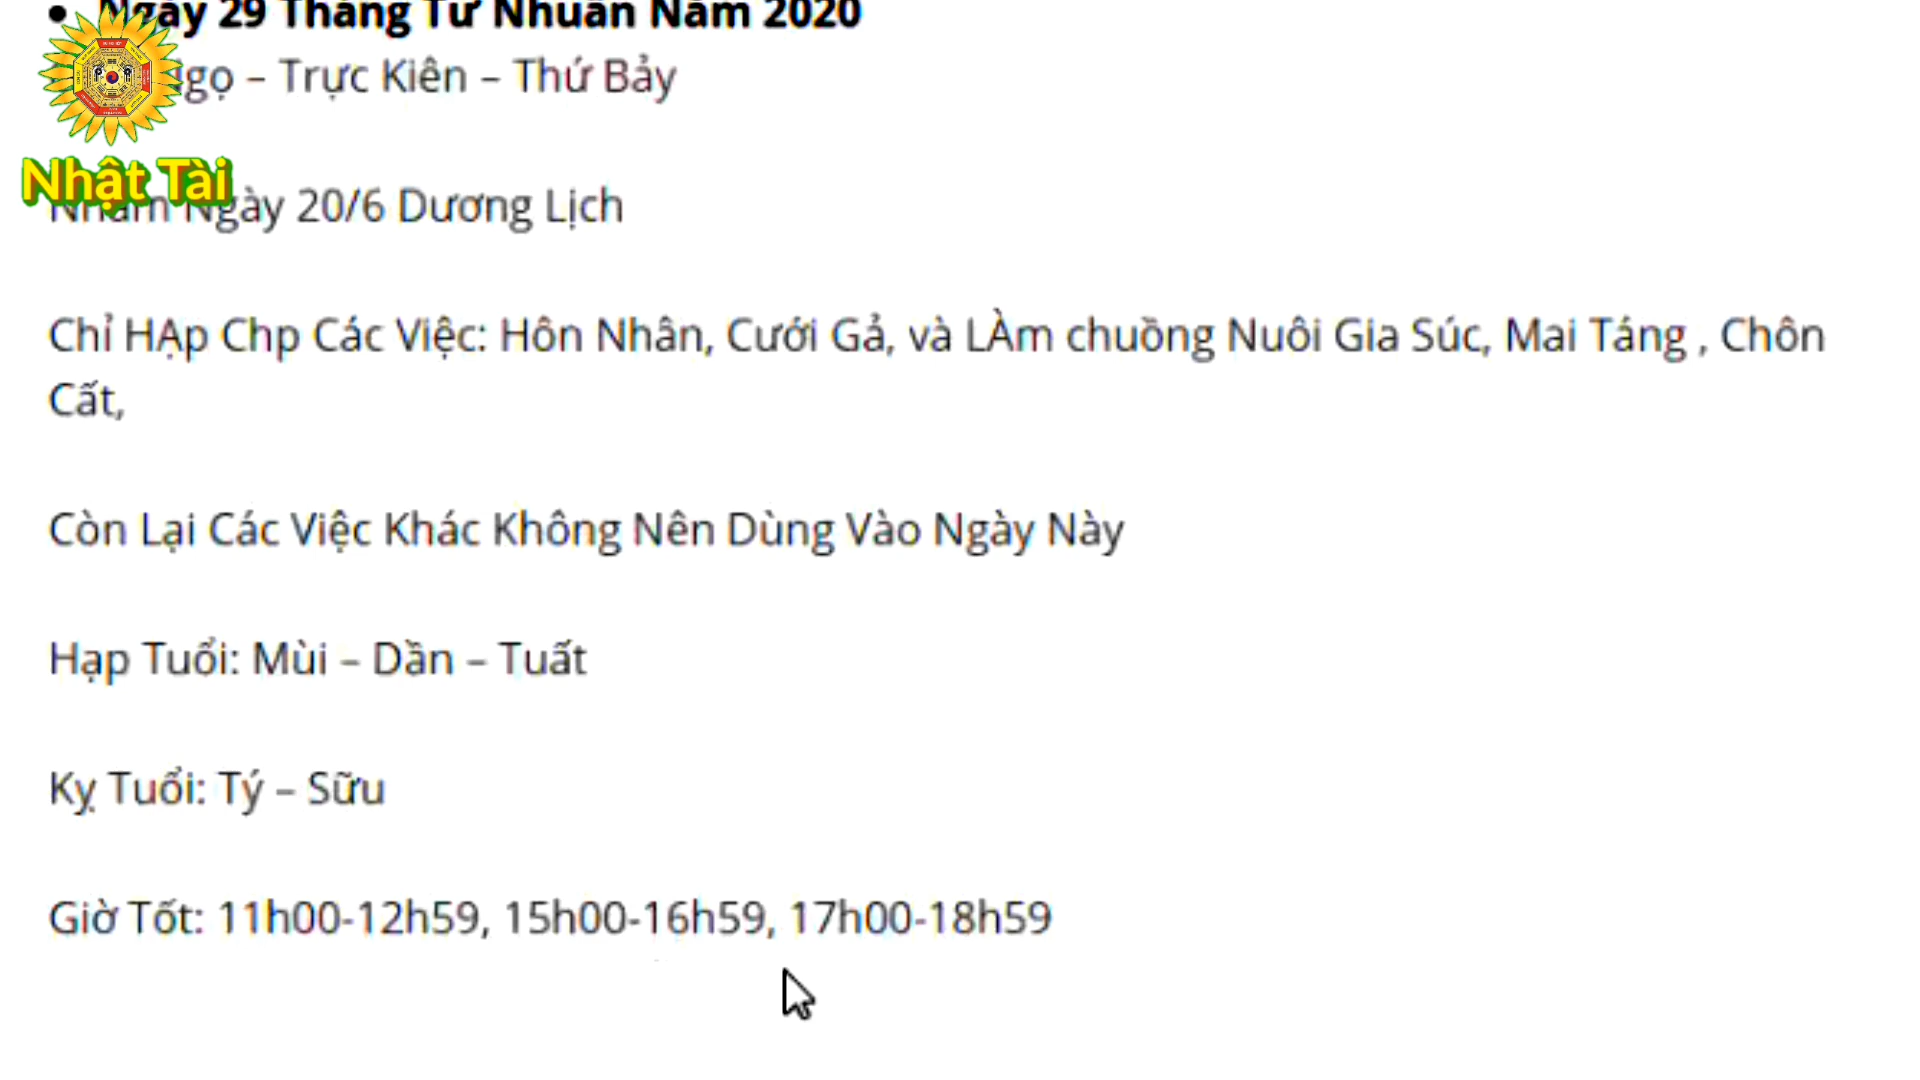 • Ngày 29 Tháng Tư Nhuần Năm 2020
– Trực Kiên – Thứ Bảy
Nhật Tài
Nhằm Ngày 20/6 Dương Lịch
Chỉ HẠp Chp Các Việc: Hôn Nhân, Cưới Gả, và LÀm chuồng Nuôi Gia Súc, Mai Táng , Chôn
Cất,
Còn Lại Các Việc Khác Không Nên Dùng Vào Ngày Này
Hạp Tuổi: Mùi – Dần – Tuất
Kỵ Tuổi: Tý – Sữu
Giờ Tốt: 11h00-12h59, 15h00-16h59, 17h00-18h59